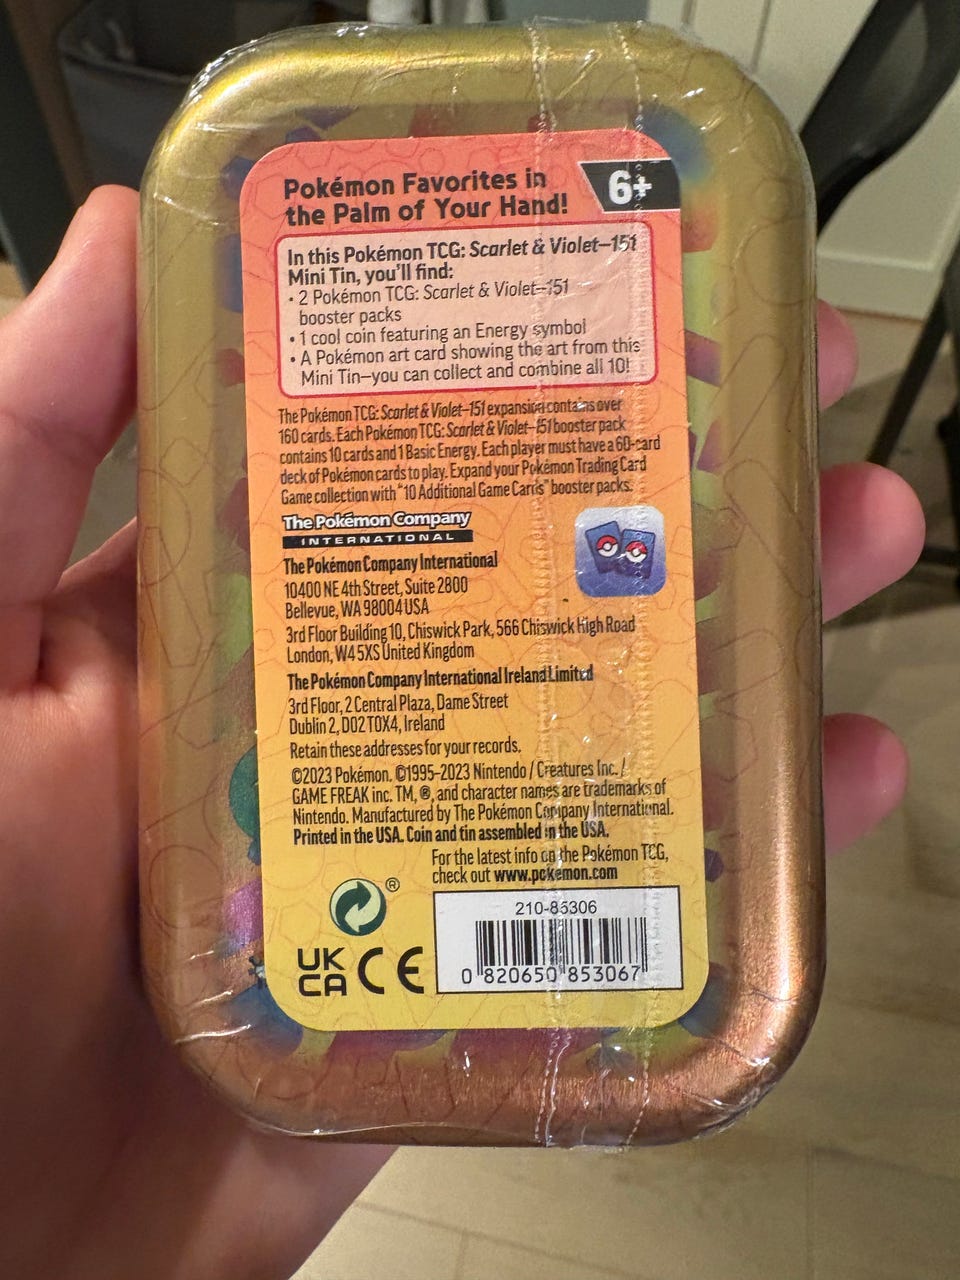 Pokémon Favorites in
the Palm of Your Hand!
6+
In this Pokémon TCG: Scarlet & Violet–151
Mini Tin, you'll find:
• 2 Pokémon TCG: Scarlet & Violet–151
booster packs
• 1 cool coin featuring an Energy symbol
• A Pokémon art card showing the art from this
Mini Tin—you can collect and combine all 10!
The Pokémon TCG: Scarlet & Violet–151 expansion contains over
160 cards. Each Pokémon TCG: Scarlet & Violet–151 booster pack
contains 10 cards and 1 Basic Energy. Each player must have a 60-card
deck of Pokémon cards to play. Expand your Pokémon Trading Card
Game collection with “10 Additional Game Cards” booster packs.
The Pokémon Company
INTERNATIONAL
The Pokémon Company International
10400 NE 4th Street, Suite 2800
Bellevue, WA 98004 USA
3rd Floor Building 10, Chiswick Park, 566 Chiswick High Road
London, W4 5XS United Kingdom
The Pokémon Company International Ireland Limited
3rd Floor, 2 Central Plaza, Dame Street
Dublin 2, D02 T0X4, Ireland
Retain these addresses for your records.
©2023 Pokémon. ©1995–2023 Nintendo / Creatures Inc. /
GAME FREAK inc. TM, ®, and character names are trademarks of
Nintendo. Manufactured by The Pokémon Company International.
Printed in the USA. Coin and tin assembled in the USA.
For the latest info on the Pokémon TCG,
check out www.pokemon.com
®
UK
CA
CE
210-85306
0 820650 853067